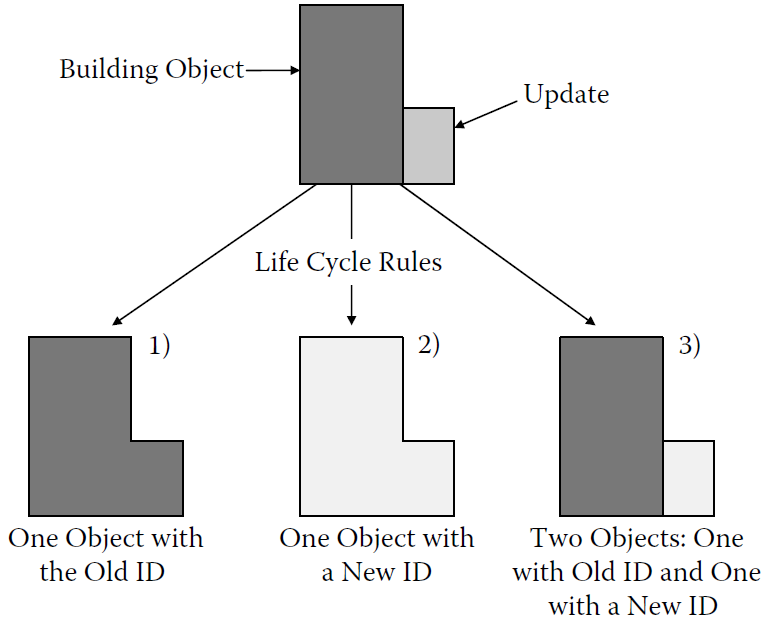 Building Object
Update
Life Cycle Rules
1)
2)
3)
One Object with
the Old ID
One Object with
a New ID
Two Objects: One
with Old ID and One
with a New ID